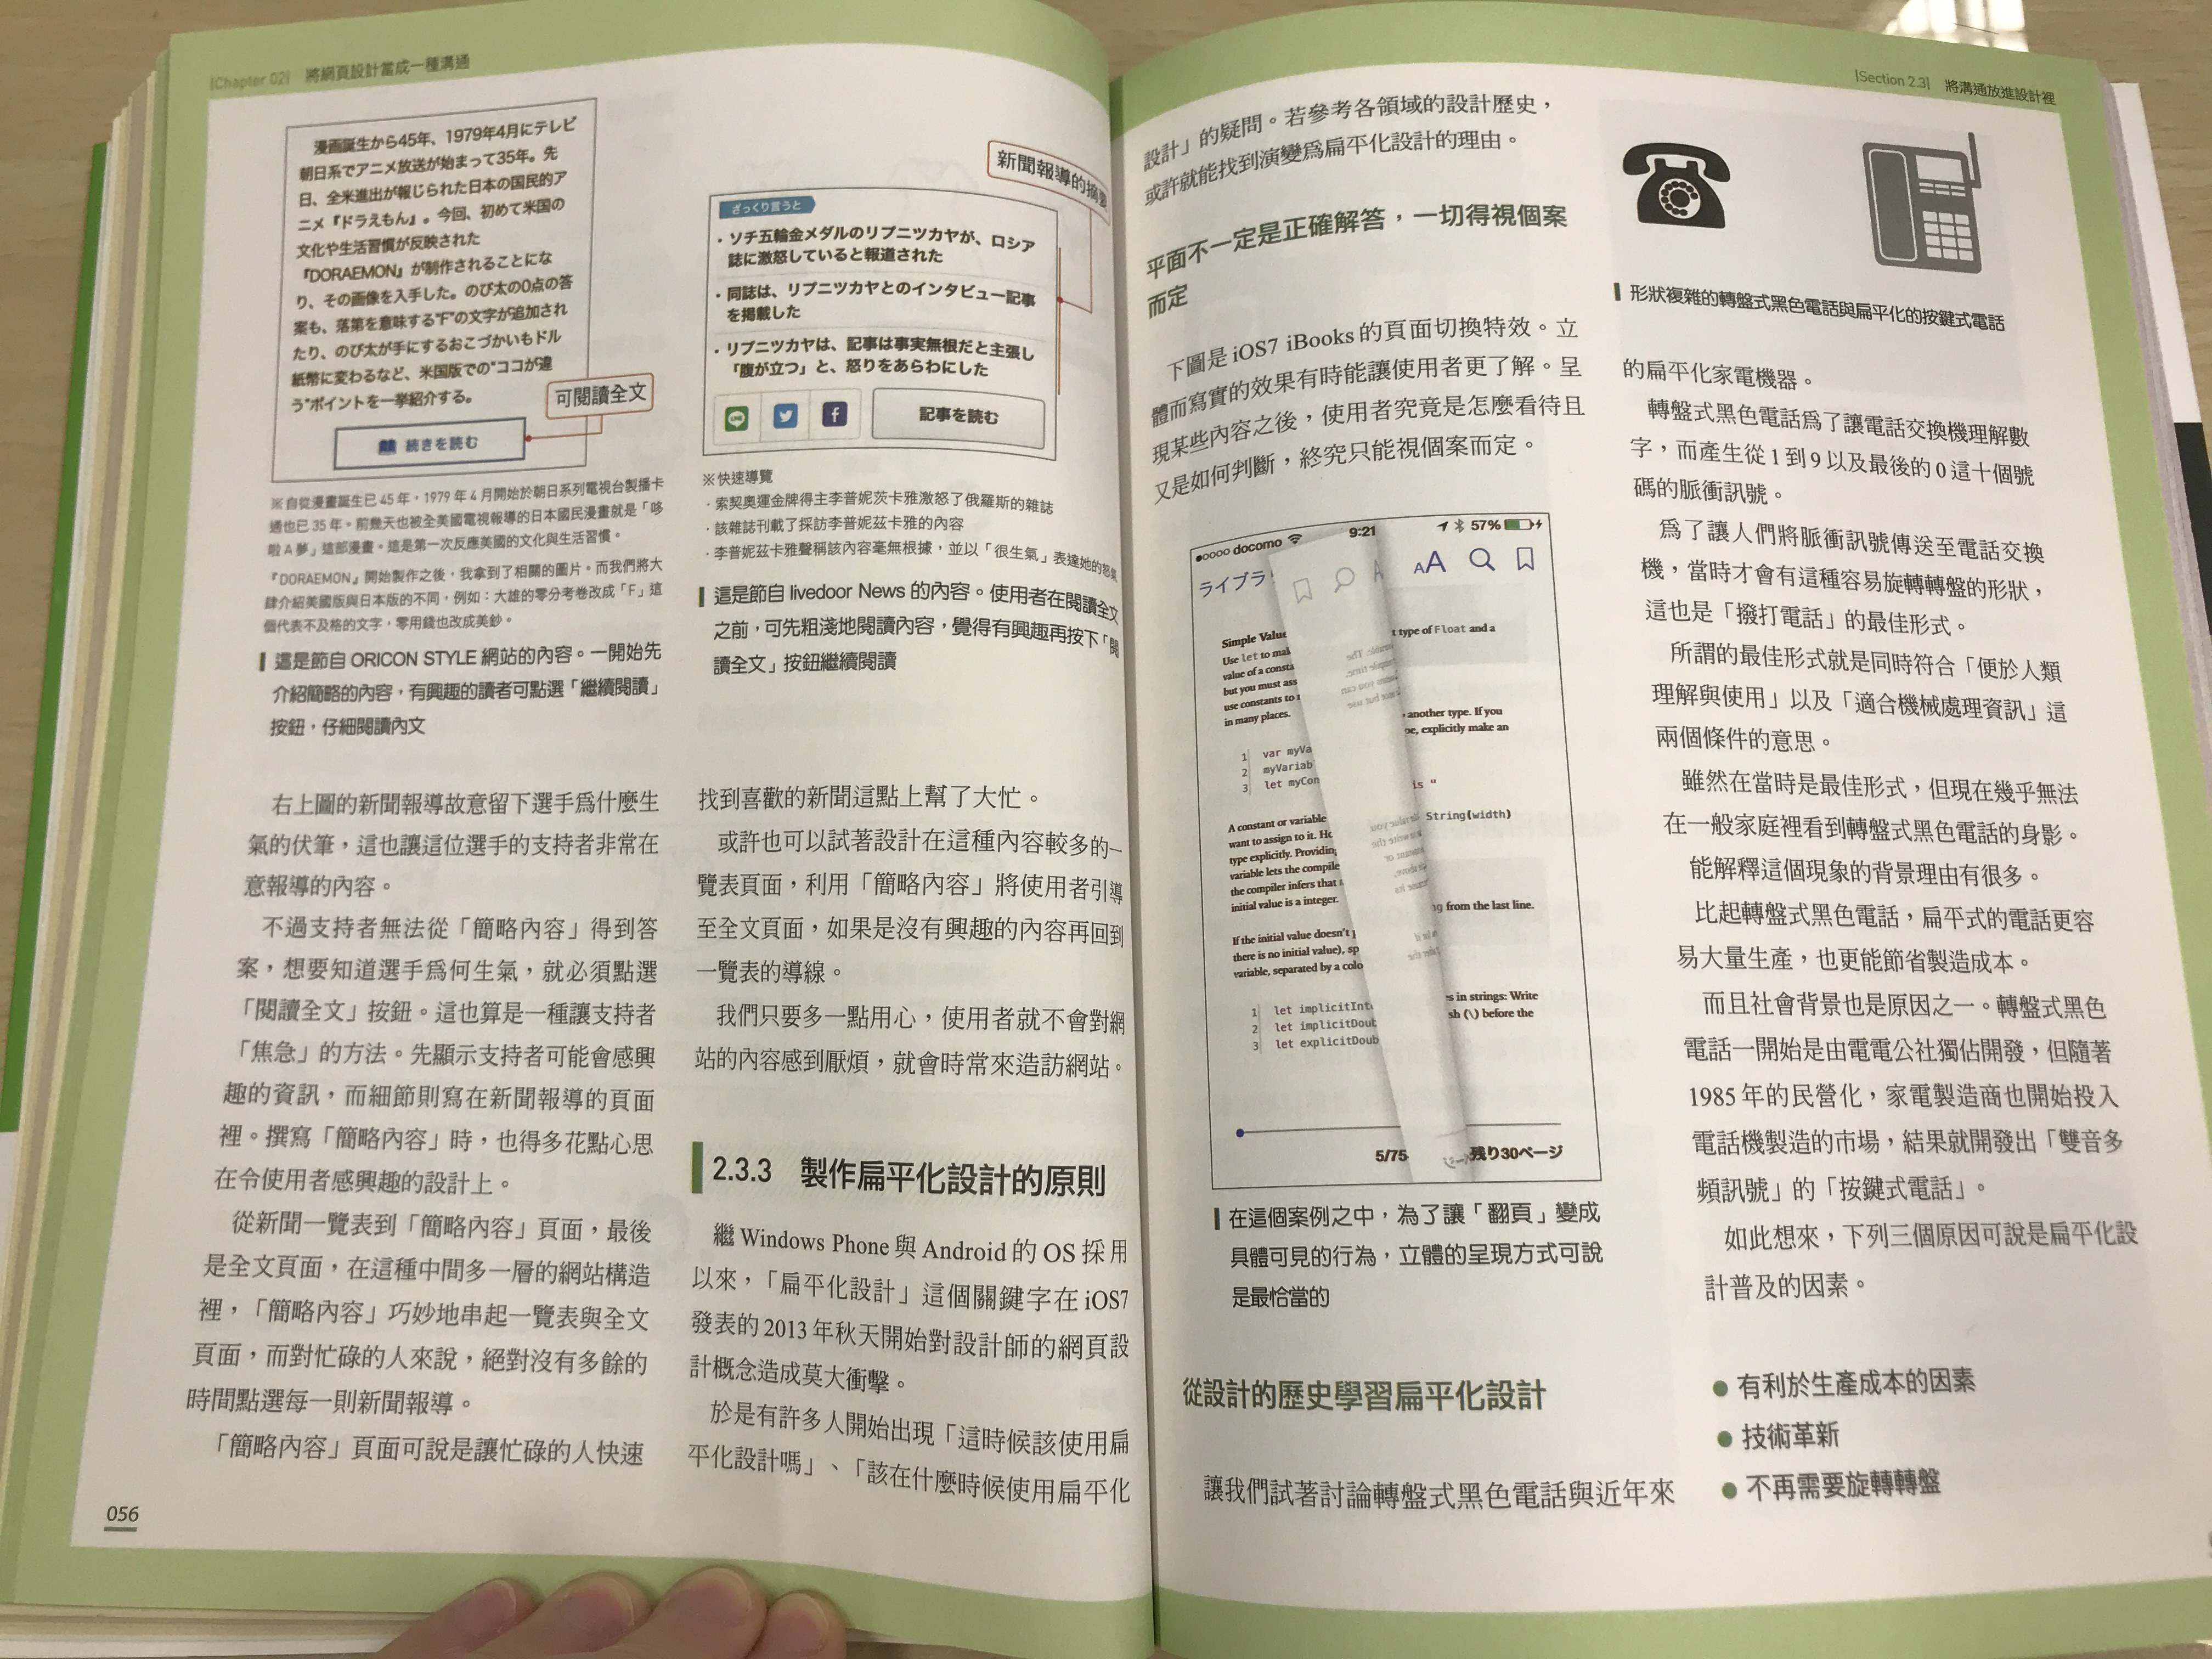 |Chapter 02| 將網頁設計當成一種溝通
漫画誕生から45年、1979年4月にテレビ
朝日系でアニメ放送が始まって35年。先
日、全米進出が報じられた日本の国民的ア
ニメ『ドラえもん』。今回、初めて米国の
文化や生活習慣が反映された
『DORAEMON』が制作されることにな
り、その画像を入手した。のび太の0点の答
案も、落第を意味する"F"の文字が追加され
たり、のび太が手にするおこづかいもドル
紙幣に変わるなど、米国版での"ココが違
う"ポイントを一挙紹介する。
続きを読む
可閱讀全文
※自從漫畫誕生已45年,1979年4月開始於朝日系列電視台製播卡
通也已35年。前幾天也被全美國電視報導的日本國民漫畫就是「哆
啦A夢」這部漫畫。這是第一次反應美國的文化與生活習慣。
『DORAEMON』開始製作之後,我拿到了相關的圖片。而我們將大
肆介紹美國版與日本版的不同,例如:大雄的零分考卷改成「F」這
個代表不及格的文字,零用錢也改成美鈔。
這是節自 ORICON STYLE 網站的內容。一開始先
介紹簡略的內容,有興趣的讀者可點選「繼續閱讀」
按鈕,仔細閱讀內文
右上圖的新聞報導故意留下選手爲什麼生
氣的伏筆,這也讓這位選手的支持者非常在
意報導的內容。
不過支持者無法從「簡略內容」得到答
案,想要知道選手爲何生氣,就必須點選
「閱讀全文」按鈕。這也算是一種讓支持者
「焦急」的方法。先顯示支持者可能會感興
趣的資訊,而細節則寫在新聞報導的頁面
裡。撰寫「簡略內容」時,也得多花點心思
在令使用者感興趣的設計上。
從新聞一覽表到「簡略內容」頁面,最後
是全文頁面,在這種中間多一層的網站構造
裡,「簡略內容」巧妙地串起一覽表與全文
頁面,而對忙碌的人來說,絕對沒有多餘的
時間點選每一則新聞報導。
「簡略內容」頁面可說是讓忙碌的人快速
056
新聞報導的摘要
ざっくり言うと
・ソチ五輪金メダルのリプニツカヤが、ロシア
誌に激怒していると報道された
・同誌は、リプニツカヤとのインタビュー記事
を掲載した
・リプニツカヤは、記事は事実無根だと主張し
「腹が立つ」と、怒りをあらわにした
LINE
記事を読む
※快速導覽
・索契奧運金牌得主李普妮茨卡雅激怒了俄羅斯的雜誌
・該雜誌刊載了採訪李普妮茲卡雅的內容
・李普妮茲卡雅聲稱該內容毫無根據,並以「很生氣」表達她的怒氣
這是節自 livedoor News 的內容。使用者在閱讀全文
之前,可先粗淺地閱讀內容,覺得有興趣再按下「閱
讀全文」按鈕繼續閱讀
找到喜歡的新聞這點上幫了大忙。
或許也可以試著設計在這種內容較多的一
覽表頁面,利用「簡略內容」將使用者引導
至全文頁面,如果是沒有興趣的內容再回到
一覽表的導線。
我們只要多一點用心,使用者就不會對網
站的內容感到厭煩,就會時常來造訪網站。
2.3.3 製作扁平化設計的原則
繼 Windows Phone 與 Android 的 OS 採用
以來,「扁平化設計」這個關鍵字在 iOS7
發表的 2013 年秋天開始對設計師的網頁設
計概念造成莫大衝擊。
於是有許多人開始出現「這時候該使用扁
平化設計嗎」、「該在什麼時候使用扁平化
|Section 2.3| 將溝通放進設計裡
設計」的疑問。若參考各領域的設計歷史,
或許就能找到演變爲扁平化設計的理由。
平面不一定是正確解答,一切得視個案
而定
下圖是 iOS7 iBooks 的頁面切換特效。立
體而寫實的效果有時能讓使用者更了解。呈
現某些內容之後,使用者究竟是怎麼看待且
又是如何判斷,終究只能視個案而定。
docomo 9:21 57%
ライブラ AA
Simple Value
t type of Float and a
Use let to mal
value of a consta
but you must ass
use constants to
in many places.
another type. If you
pe, explicitly make an
1 var myVa
2 myVariab
3 let myCon
is "
String(width)
A constant or variable
want to assign to it. Ho
type explicitly. Providin
variable lets the compile
the compiler infers that
initial value is a integer.
from the last line.
If the initial value doesn't
there is no initial value), sp
variable, separated by a colo
s in strings: Write
sh (\) before the
1 let implicitInt
2 let implicitDoub
3 let explicitDoub
5/75 残り30ページ
在這個案例之中,為了讓「翻頁」變成
具體可見的行為,立體的呈現方式可說
是最恰當的
從設計的歷史學習扁平化設計
讓我們試著討論轉盤式黑色電話與近年來
形狀複雜的轉盤式黑色電話與扁平化的按鍵式電話
的扁平化家電機器。
轉盤式黑色電話爲了讓電話交換機理解數
字,而產生從 1 到 9 以及最後的 0 這十個號
碼的脈衝訊號。
爲了讓人們將脈衝訊號傳送至電話交換
機,當時才會有這種容易旋轉轉盤的形狀,
這也是「撥打電話」的最佳形式。
所謂的最佳形式就是同時符合「便於人類
理解與使用」以及「適合機械處理資訊」這
兩個條件的意思。
雖然在當時是最佳形式,但現在幾乎無法
在一般家庭裡看到轉盤式黑色電話的身影。
能解釋這個現象的背景理由有很多。
比起轉盤式黑色電話,扁平式的電話更容
易大量生產,也更能節省製造成本。
而且社會背景也是原因之一。轉盤式黑色
電話一開始是由電電公社獨佔開發,但隨著
1985 年的民營化,家電製造商也開始投入
電話機製造的市場,結果就開發出「雙音多
頻訊號」的「按鍵式電話」。
如此想來,下列三個原因可說是扁平化設
計普及的因素。
● 有利於生產成本的因素
● 技術革新
● 不再需要旋轉轉盤